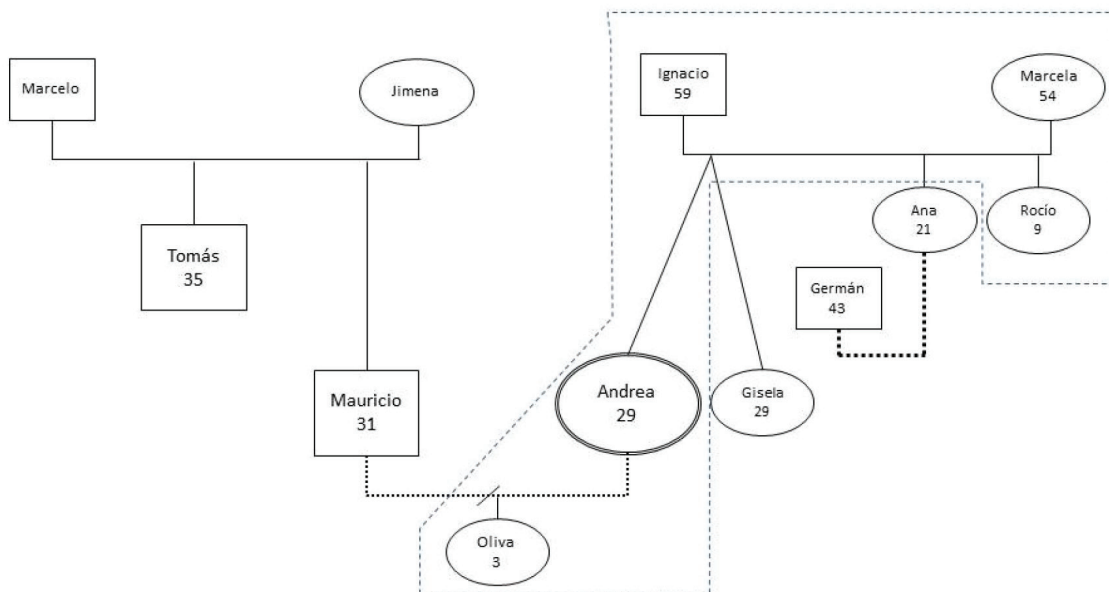 Marcelo
Jimena
Ignacio
59
Marcela
54
Tomás
35
Ana
21
Rocío
9
Germán
43
Mauricio
31
Andrea
29
Gisela
29
Oliva
3